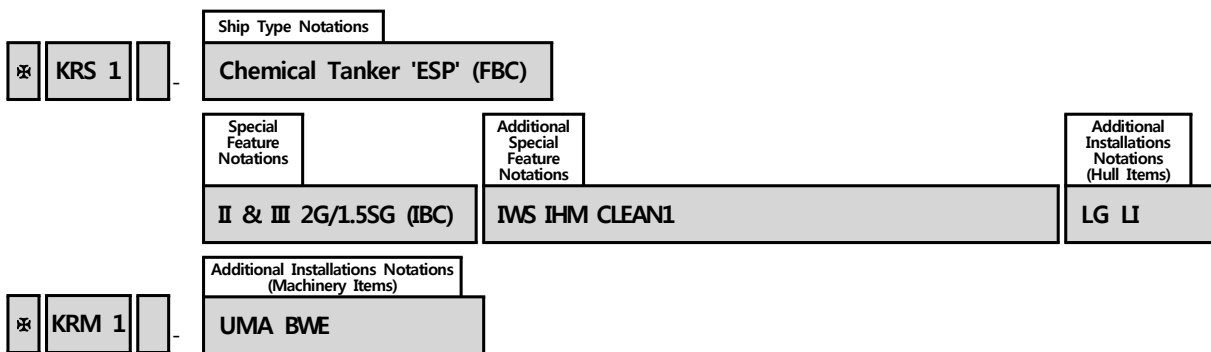 Ship Type Notations
✠ KRS 1 - Chemical Tanker 'ESP' (FBC)
Special
Feature
Notations
Additional
Special
Feature
Notations
Additional
Installations
Notations
(Hull Items)
II & III 2G/1.5SG (IBC)
IWS IHM CLEAN1
LG LI
Additional Installations Notations
(Machinery Items)
✠ KRM 1 - UMA BWE